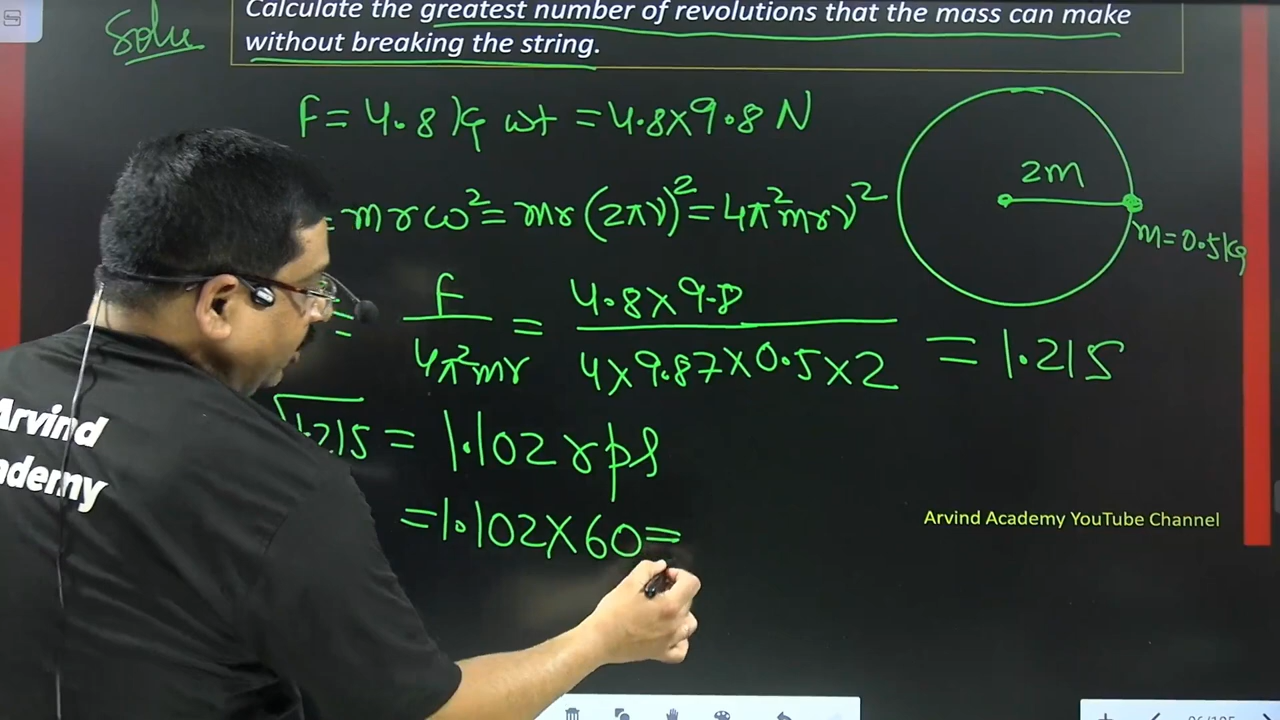 Calculate the greatest number of revolutions that the mass can make
without breaking the string.
Solu
F = 4.8 kg wt = 4.8×9.8 N
= mrω² = mr(2πν)² = 4π²mrν²
2m
m=0.5kg
= F/4π²mr = 4.8×9.8/4×9.87×0.5×2 = 1.215
√1.215 = 1.102 rps
=1.102×60=
Arvind Academy YouTube Channel
Arvind
ademy